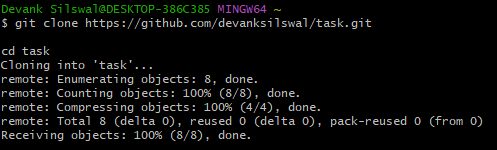 Devank Silswal@DESKTOP-386C385 MINGW64 ~
$ git clone https://github.com/devanksilswal/task.git
cd task
Cloning into 'task'...
remote: Enumerating objects: 8, done.
remote: Counting objects: 100% (8/8), done.
remote: Compressing objects: 100% (4/4), done.
remote: Total 8 (delta 0), reused 0 (delta 0), pack-reused 0 (from 0)
Receiving objects: 100% (8/8), done.